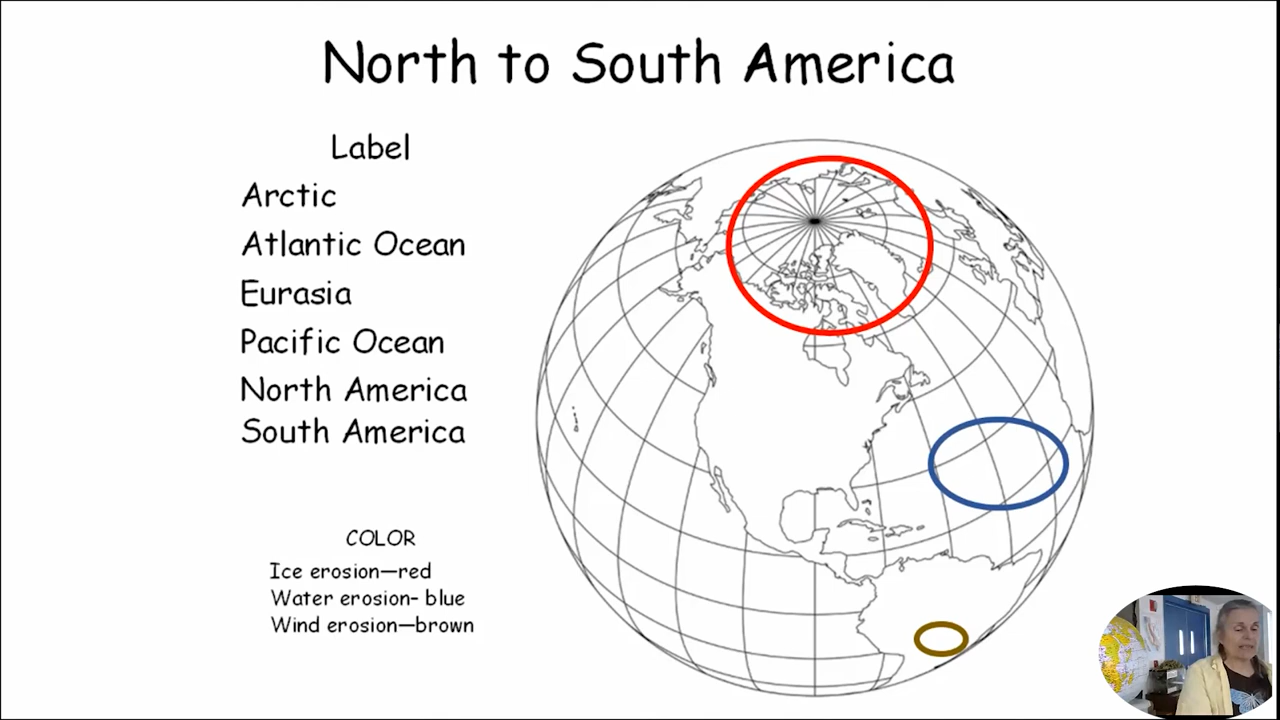 North to South America
Label
Arctic
Atlantic Ocean
Eurasia
Pacific Ocean
North America
South America
COLOR
Ice erosion—red
Water erosion- blue
Wind erosion—brown